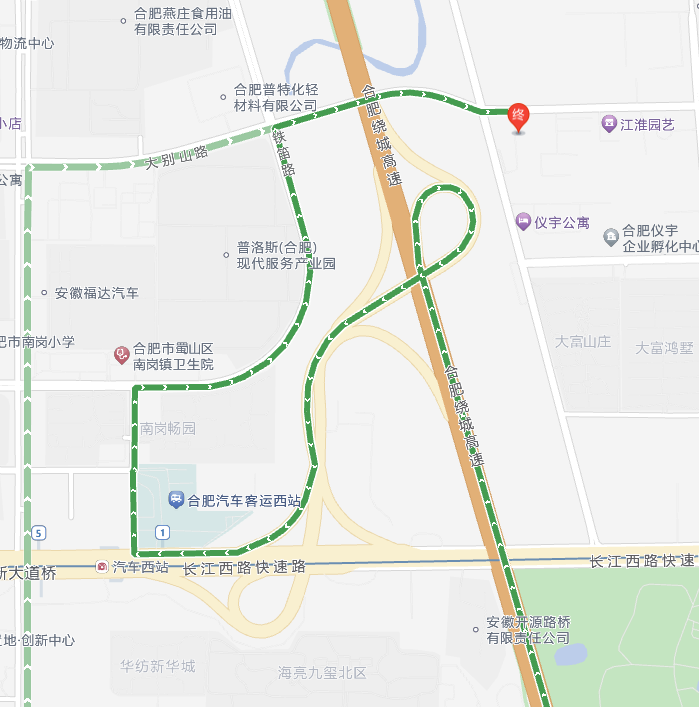 合肥燕庄食用油
有限责任公司
物流中心
合肥普特化轻
材料有限公司
合肥绕城高速
终
江淮园艺
小店
铁笛路
大别山路
公寓
仪宇公寓
合肥仪宇
企业孵化中心
普洛斯(合肥)
现代服务产业园
安徽福达汽车
肥市南岗小学
合肥市蜀山区
南岗镇卫生院
大富山庄
大富鸿墅
合肥绕城高速
南岗畅园
合肥汽车客运西站
5
1
新大道桥
汽车西站
长江西路快速路
长江西路快速
置地·创新中心
安徽开源路桥
有限责任公司
华纺新华城
海亮九玺北区